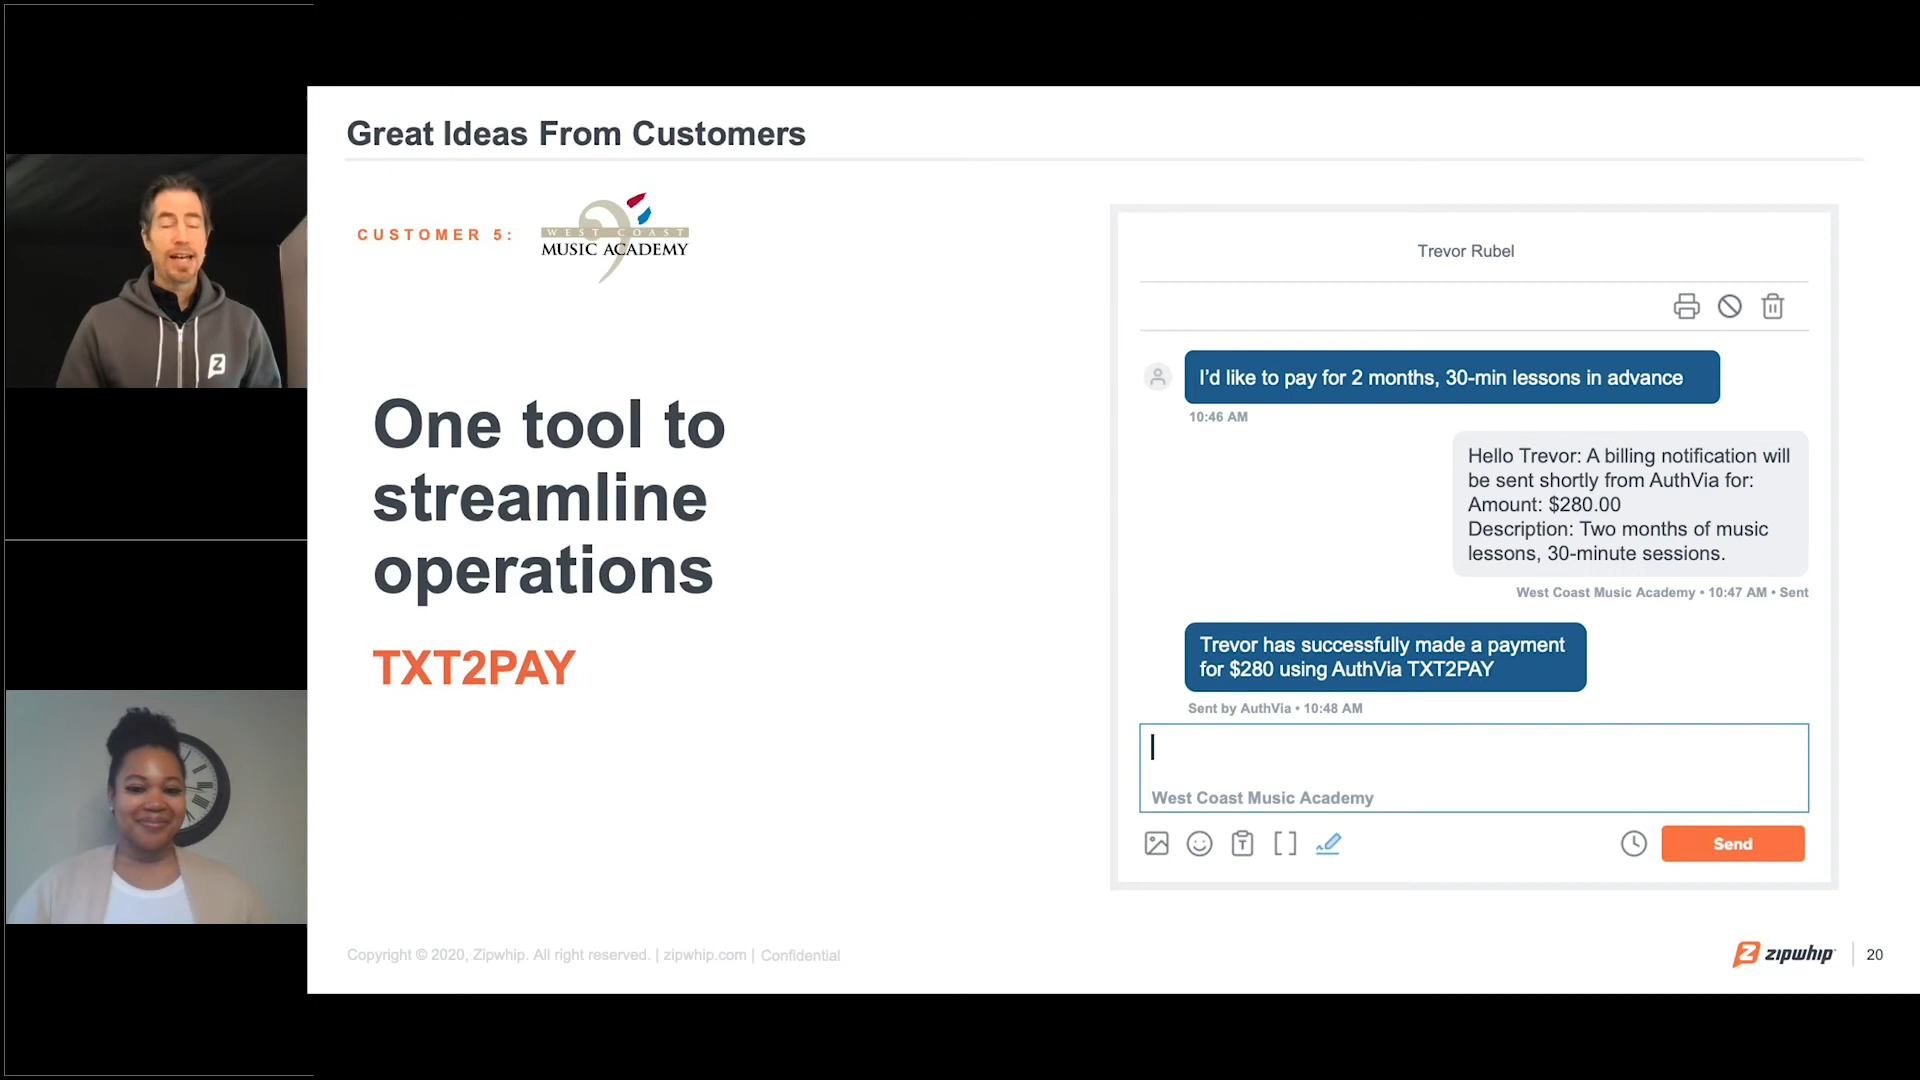 Great Ideas From Customers
CUSTOMER 5:
WEST COAST
MUSIC ACADEMY
One tool to
streamline
operations
TXT2PAY
Trevor Rubel
I'd like to pay for 2 months, 30-min lessons in advance
10:46 AM
Hello Trevor: A billing notification will
be sent shortly from AuthVia for:
Amount: $280.00
Description: Two months of music
lessons, 30-minute sessions.
West Coast Music Academy • 10:47 AM • Sent
Trevor has successfully made a payment
for $280 using AuthVia TXT2PAY
Sent by AuthVia • 10:48 AM
West Coast Music Academy
Send
Copyright © 2020, Zipwhip. All right reserved. | zipwhip.com | Confidential
zipwhip
20